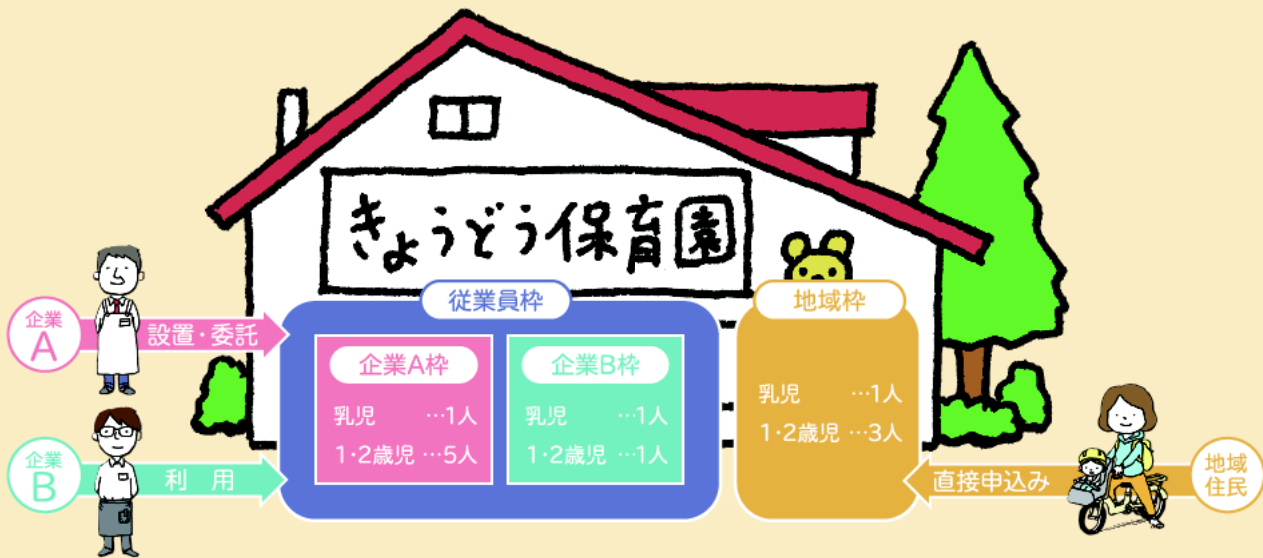 きょうどう保育園
従業員枠
地域枠
企業
A
設置・委託
企業A枠
乳児 …1人
1・2歳児 …5人
企業B枠
乳児 …1人
1・2歳児 …1人
乳児 …1人
1・2歳児 …3人
企業
B
利 用
直接申込み
地域
住民